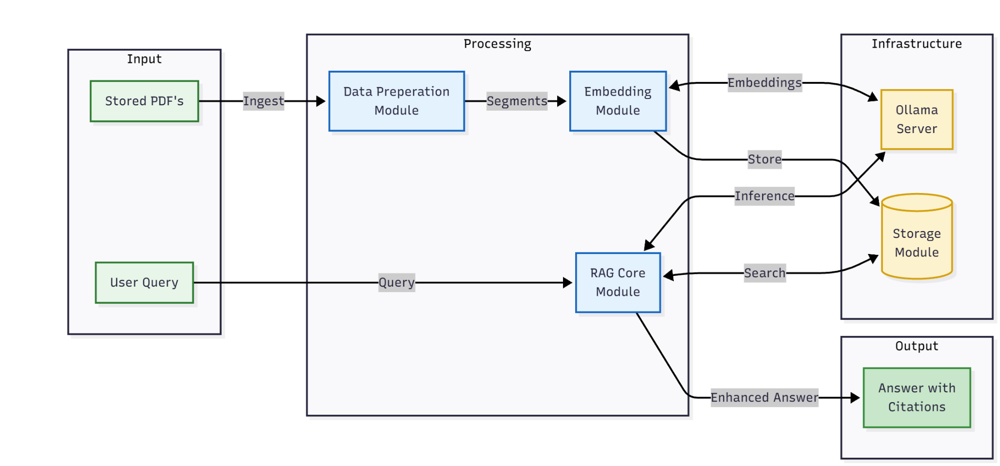 Input
Stored PDF's
User Query
Ingest
Query
Processing
Data Preperation
Module
Segments
Embedding
Module
RAG Core
Module
Embeddings
Store
Inference
Search
Enhanced Answer
Infrastructure
Ollama
Server
Storage
Module
Output
Answer with
Citations